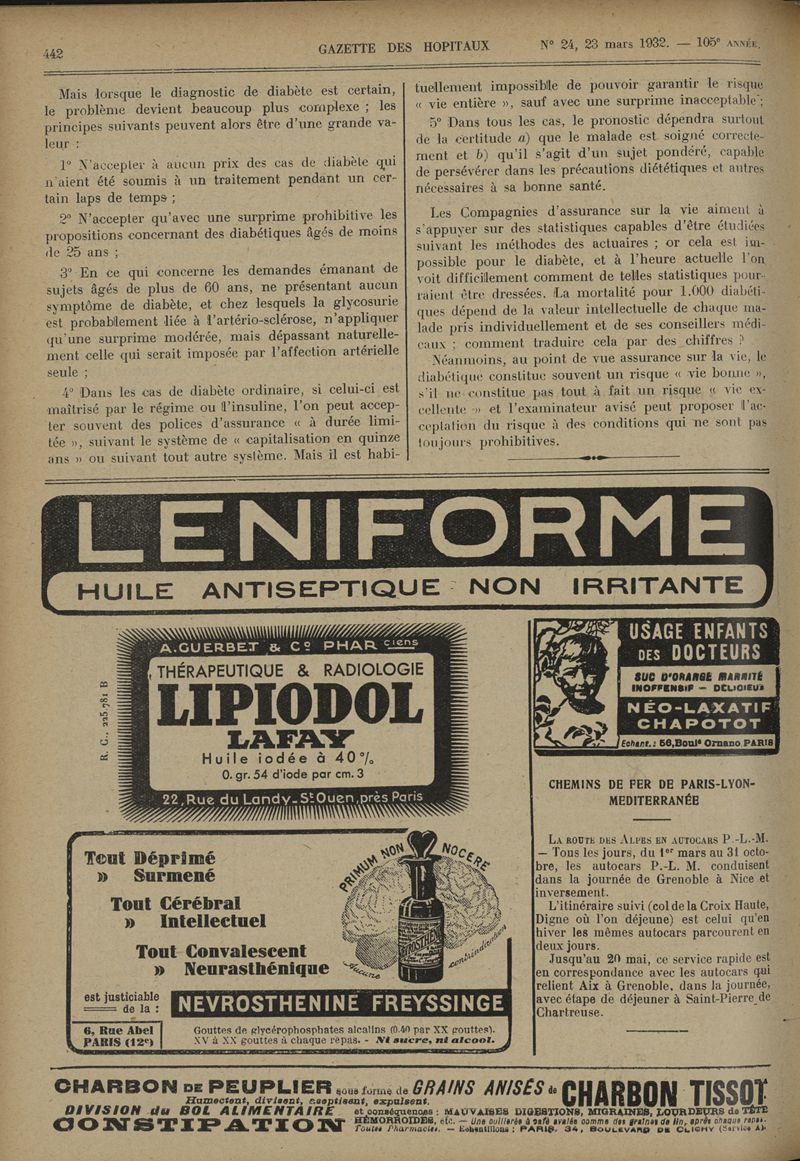 442
GAZETTE DES HOPITAUX
N° 24, 23 mars 1932. — 105e ANNÉE.
Mais lorsque le diagnostic de diabète est certain,
le problème devient beaucoup plus complexe ; les
principes suivants peuvent alors être d'une grande va-
leur :
1° N'accepter à aucun prix des cas de diabète qui
n'aient été soumis à un traitement pendant un cer-
tain laps de temps ;
2° N'accepter qu'avec une surprime prohibitive les
propositions concernant des diabétiques âgés de moins
de 25 ans ;
3° En ce qui concerne les demandes émanant de
sujets âgés de plus de 60 ans, ne présentant aucun
symptôme de diabète, et chez lesquels la glycosurie
est probablement liée à l'artério-sclérose, n'appliquer
qu'une surprime modérée, mais dépassant naturelle-
ment celle qui serait imposée par l'affection artérielle
seule ;
4° Dans les cas de diabète ordinaire, si celui-ci est
maîtrisé par le régime ou l'insuline, l'on peut accep-
ter souvent des polices d'assurance « à durée limi-
tée », suivant le système de « capitalisation en quinze
ans » ou suivant tout autre système. Mais il est habi-
tuellement impossible de pouvoir garantir le risque
« vie entière », sauf avec une surprime inacceptable ;
5° Dans tous les cas, le pronostic dépendra surtout
de la certitude a) que le malade est soigné correcte-
ment et b) qu'il s'agit d'un sujet pondéré, capable
de persévérer dans les précautions diététiques et autres
nécessaires à sa bonne santé.
Les Compagnies d'assurance sur la vie aiment à
s'appuyer sur des statistiques capables d'être étudiées
suivant les méthodes des actuaires ; or cela est im-
possible pour le diabète, et à l'heure actuelle l'on
voit difficilement comment de telles statistiques pour-
raient être dressées. La mortalité pour 1.000 diabéti-
ques dépend de la valeur intellectuelle de chaque ma-
lade pris individuellement et de ses conseillers médi-
caux ; comment traduire cela par des chiffres ?
Néanmoins, au point de vue assurance sur la vie, le
diabétique constitue souvent un risque « vie bonne »,
s'il ne constitue pas tout à fait un risque « vie ex-
cellente » et l'examinateur avisé peut proposer l'ac-
ceptation du risque à des conditions qui ne sont pas
toujours prohibitives.
LENIFORME
HUILE ANTISEPTIQUE NON IRRITANTE
R. C., 225.781 B
A. GUERBET & Co PHARciens
THÉRAPEUTIQUE & RADIOLOGIE
LIPIODOL
LAFAY
Huile iodée à 40 %
0. gr. 54 d'iode par cm. 3
22, Rue du Landy - St Ouen, près Paris
USAGE ENFANTS
DES DOCTEURS
SUC D'ORANGE MANNITÉ
INOFFENSIF — DÉLICIEUX
NÉO-LAXATIF
CHAPOTOT
Echant.: 56, Boul^d Ornano PARIS
Tout Déprimé
» Surmené
Tout Cérébral
» Intellectuel
Tout Convalescent
» Neurasthénique
PRIMUM NON NOCERE
NEVROSTHENINE
Aucune contrindication
est justiciable
de la :
NEVROSTHENINE FREYSSINGE
6, Rue Abel
PARIS (12e)
Gouttes de glycérophosphates alcalins (0.40 par XX gouttes).
XV à XX gouttes à chaque repas. - Ni sucre, ni alcool.
CHEMINS DE FER DE PARIS-LYON-
MEDITERRANÉE
LA ROUTE DES ALPES EN AUTOCARS P.-L.-M.
— Tous les jours, du 1er mars au 31 octo-
bre, les autocars P.-L. M. conduisent
dans la journée de Grenoble à Nice et
inversement.
L'itinéraire suivi (col de la Croix Haute,
Digne où l'on déjeune) est celui qu'en
hiver les mêmes autocars parcourent en
deux jours.
Jusqu'au 20 mai, ce service rapide est
en correspondance avec les autocars qui
relient Aix à Grenoble, dans la journée,
avec étape de déjeuner à Saint-Pierre de
Chartreuse.
CHARBON DE PEUPLIER sous forme de GRAINS ANISÉS de CHARBON TISSOT
Humectent, divisent, aseptisent, expulsent.
DIVISION du BOL ALIMENTAIRE et conséquences : MAUVAISES DIGESTIONS, MIGRAINES, LOURDEURS de TÊTE
CONSTIPATION HÉMORROIDES, etc. — Une cuillerée à café avalée comme des graines de lin, après chaque repas.
Toutes Pharmacies. — Echantillons : PARIS, 34, BOULEVARD DE CLICHY (Service A).